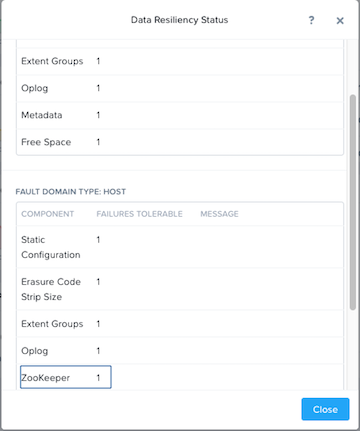 Data Resiliency Status
? ×
Extent Groups 1
Oplog 1
Metadata 1
Free Space 1
FAULT DOMAIN TYPE: HOST
COMPONENT FAILURES TOLERABLE MESSAGE
Static 1
Configuration
Erasure Code 1
Strip Size
Extent Groups 1
Oplog 1
ZooKeeper 1
Close